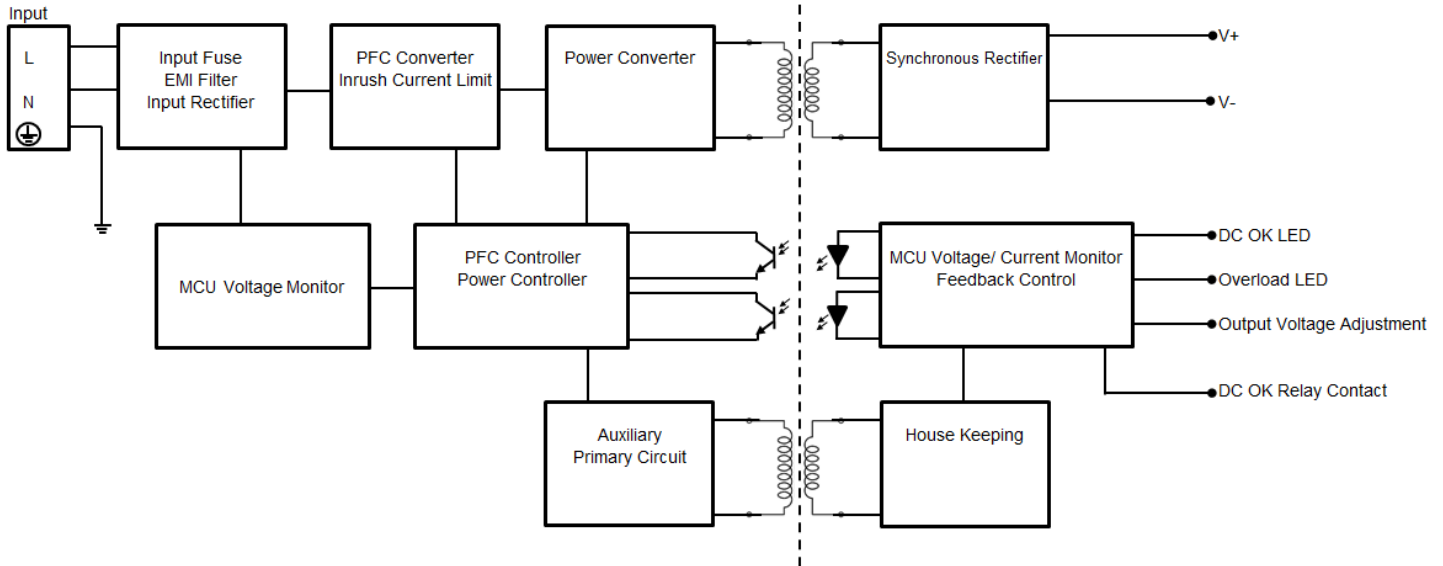 Input
L
N
Input Fuse
EMI Filter
Input Rectifier
PFC Converter
Inrush Current Limit
Power Converter
Synchronous Rectifier
V+
V-
MCU Voltage Monitor
PFC Controller
Power Controller
MCU Voltage/ Current Monitor
Feedback Control
DC OK LED
Overload LED
Output Voltage Adjustment
DC OK Relay Contact
Auxiliary
Primary Circuit
House Keeping